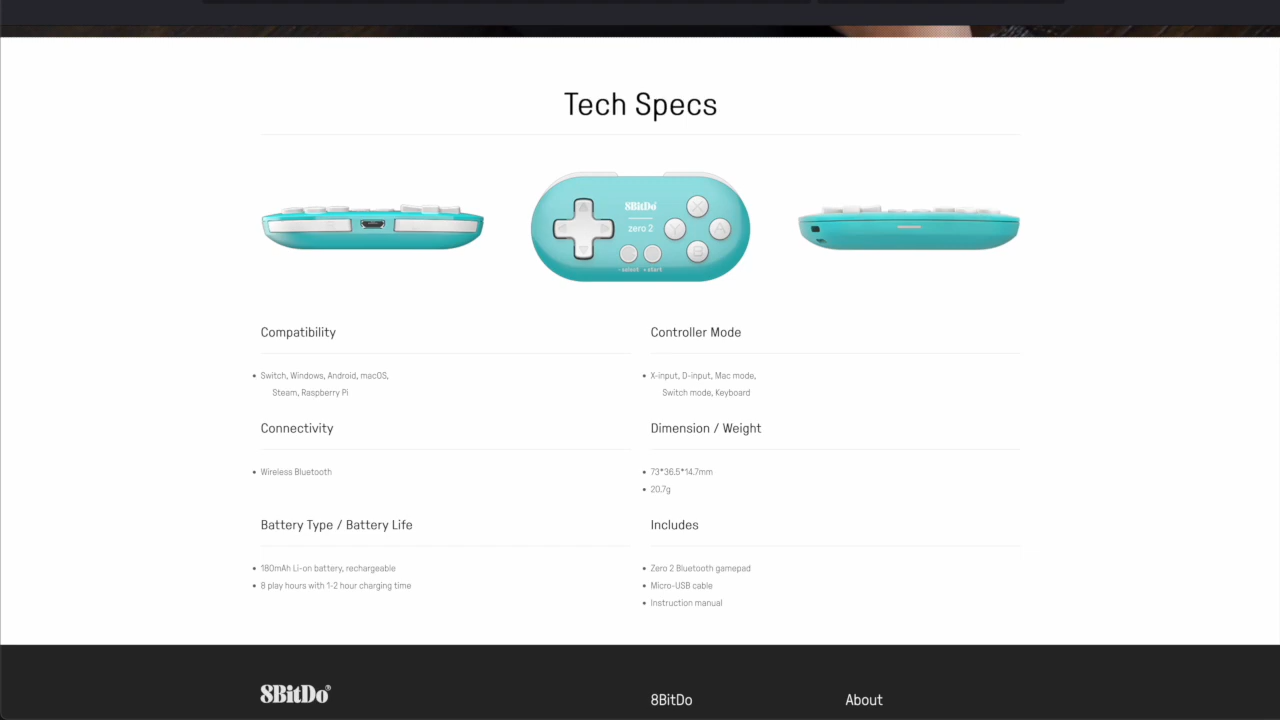 Tech Specs
8BitDo
zero 2
X
Y
A
B
-select +start
Compatibility
Controller Mode
• Switch, Windows, Android, macOS,
Steam, Raspberry Pi
• X-input, D-input, Mac mode,
Switch mode, Keyboard
Connectivity
Dimension / Weight
• Wireless Bluetooth
• 73*36.5*14.7mm
• 20.7g
Battery Type / Battery Life
Includes
• 180mAh Li-on battery, rechargeable
• 8 play hours with 1-2 hour charging time
• Zero 2 Bluetooth gamepad
• Micro-USB cable
• Instruction manual
8BitDo®
8BitDo
About